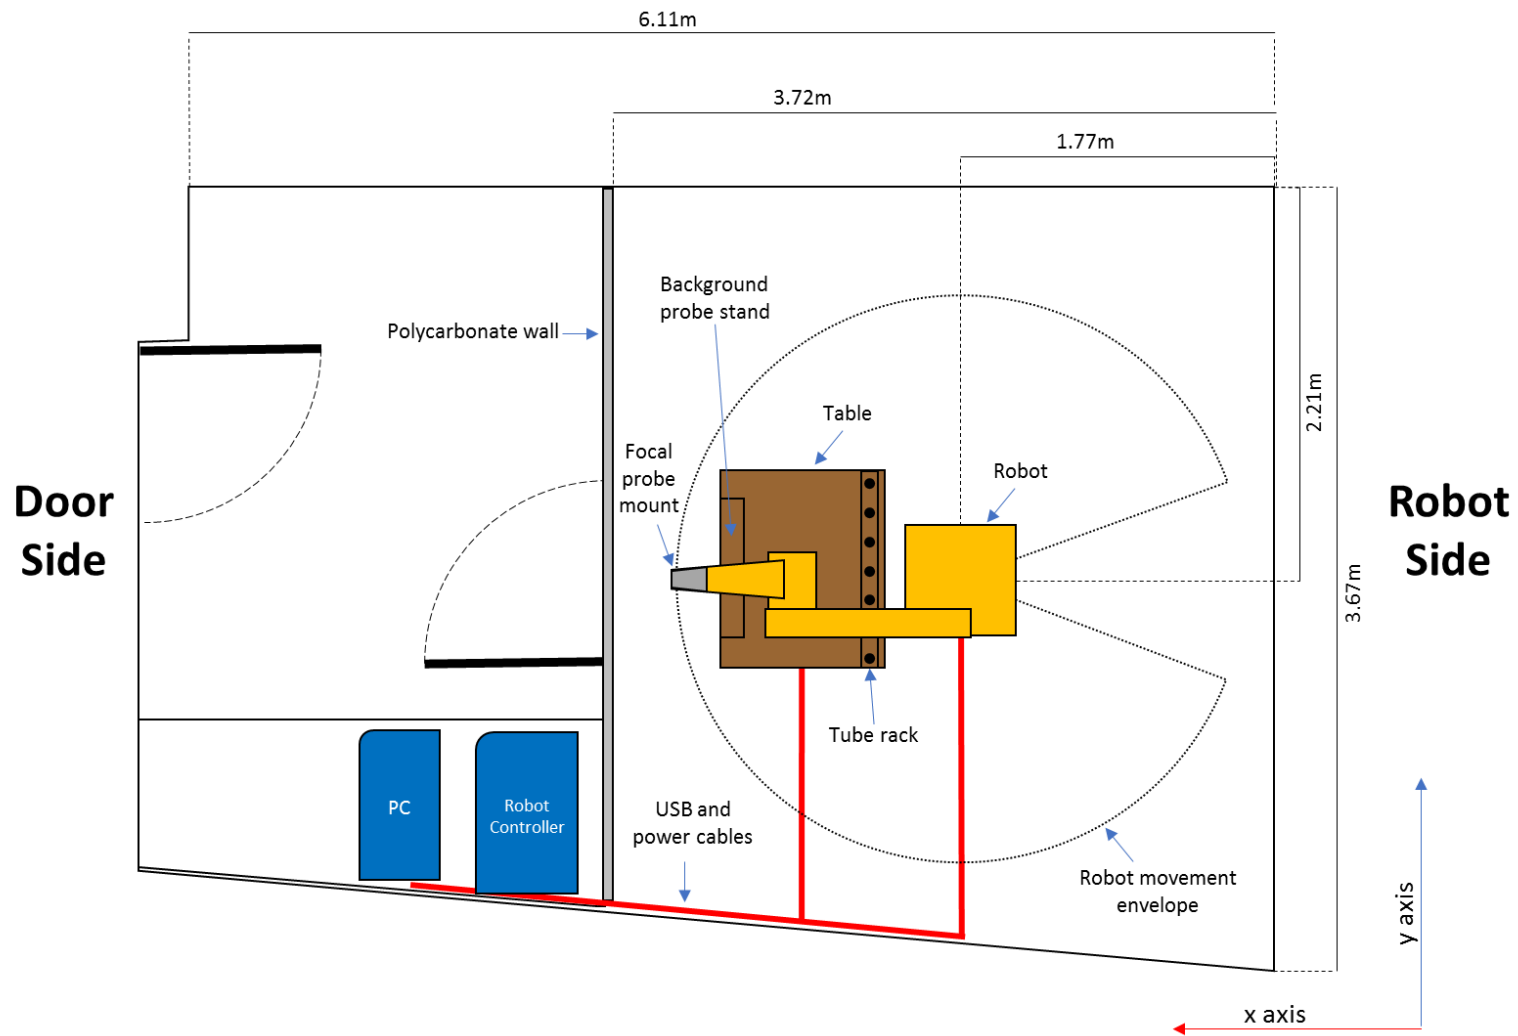 6.11m
3.72m
1.77m
Background
probe stand
Polycarbonate wall
Table
2.21m
Focal
probe
mount
Robot
Door
Side
Robot
Side
3.67m
Tube rack
PC
Robot
Controller
USB and
power cables
Robot movement
envelope
y axis
x axis